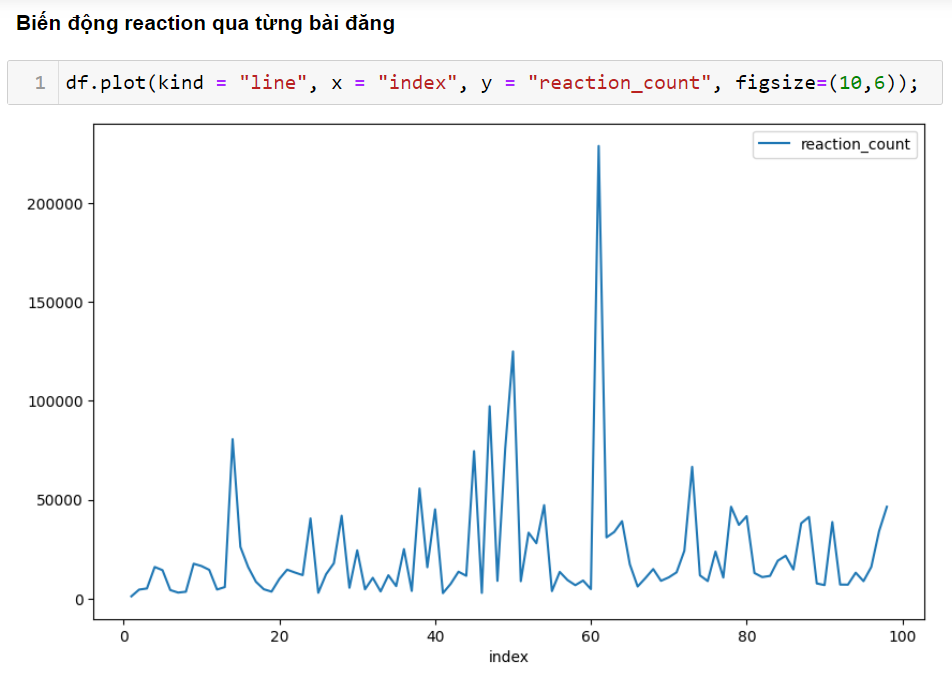 Biến động reaction qua từng bài đăng
1 df.plot(kind = "line", x = "index", y = "reaction_count", figsize=(10,6));
reaction_count
200000
150000
100000
50000
0
0 20 40 60 80 100
index